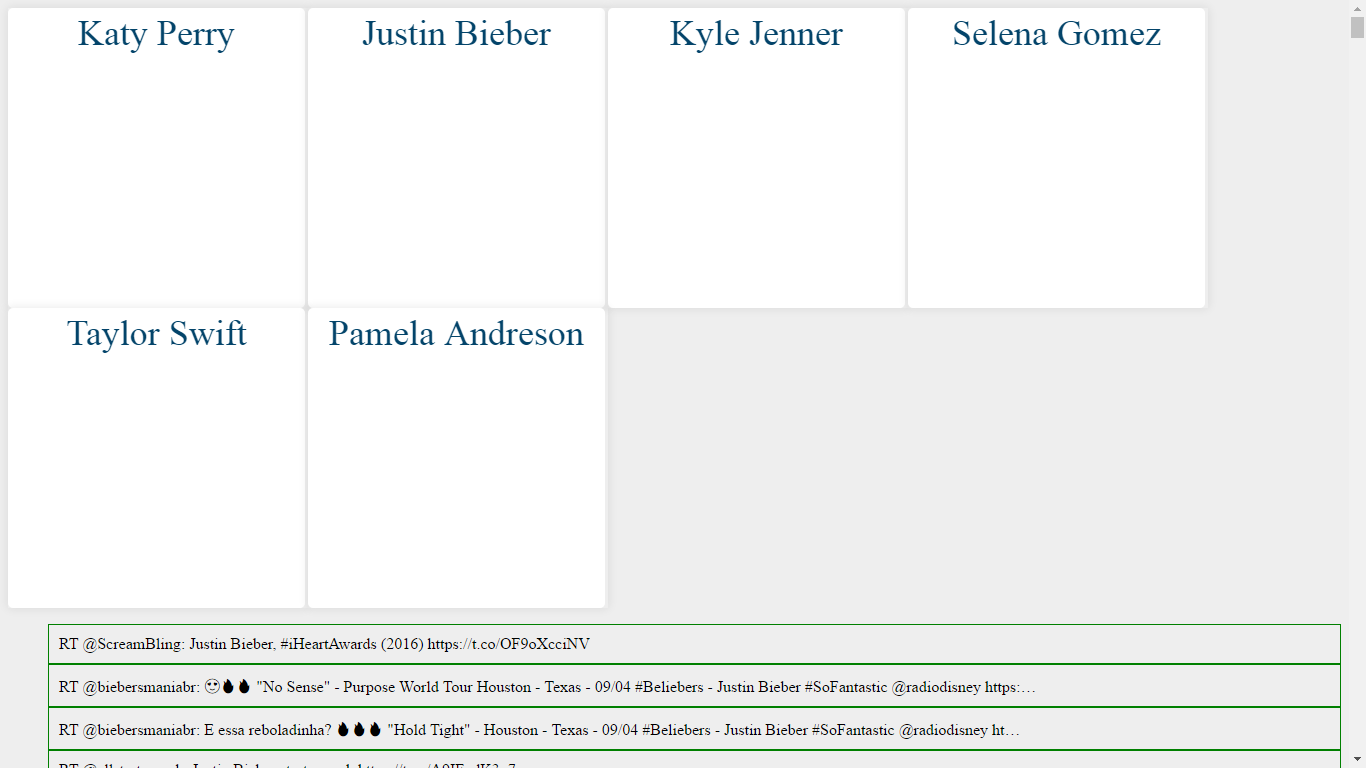 Katy Perry
Justin Bieber
Kyle Jenner
Selena Gomez
Taylor Swift
Pamela Andreson
RT @ScreamBling: Justin Bieber, #iHeartAwards (2016) https://t.co/OF9oXcciNV
RT @biebersmaniabr: 🙄🔥🔥 "No Sense" - Purpose World Tour Houston - Texas - 09/04 #Beliebers - Justin Bieber #SoFantastic @radiodisney https:…
RT @biebersmaniabr: E essa reboladinha? 🔥🔥🔥 "Hold Tight" - Houston - Texas - 09/04 #Beliebers - Justin Bieber #SoFantastic @radiodisney ht…